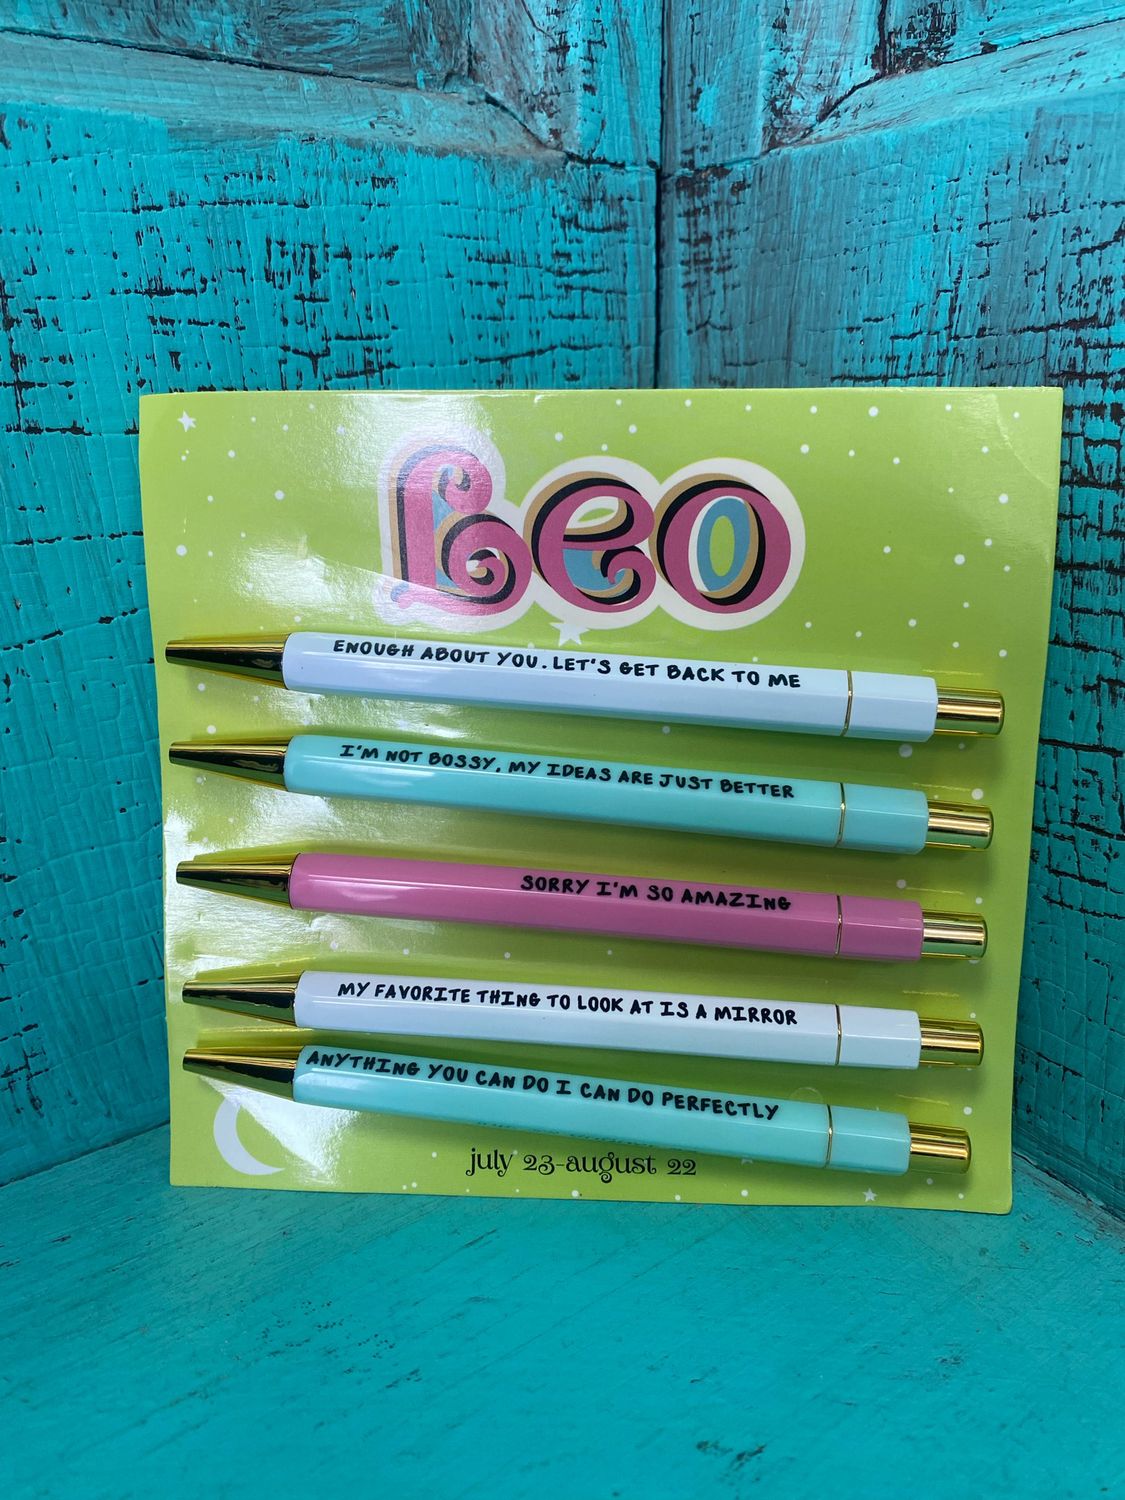 Leo
ENOUGH ABOUT YOU. LET'S GET BACK TO ME
I'M NOT BOSSY, MY IDEAS ARE JUST BETTER
SORRY I'M SO AMAZING
MY FAVORITE THING TO LOOK AT IS A MIRROR
ANYTHING YOU CAN DO I CAN DO PERFECTLY
july 23-august 22